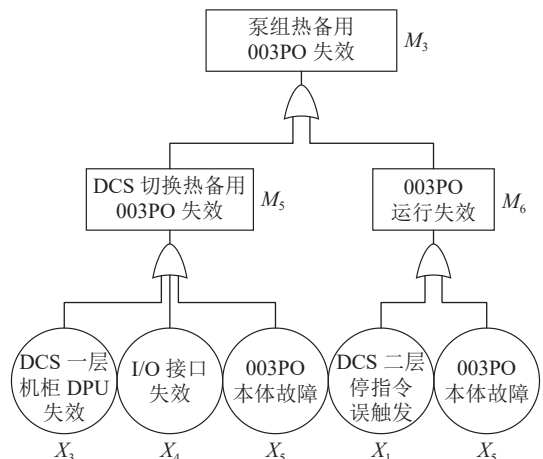 泵组热备用
003PO 失效
M₃
DCS 切换热备用
003PO 失效
M₅
003PO
运行失效
M₆
DCS 一层
机柜 DPU
失效
I/O 接口
失效
003PO
本体故障
DCS 二层
停指令
误触发
003PO
本体故障
X₃
X₄
X₅
X₁
X₅